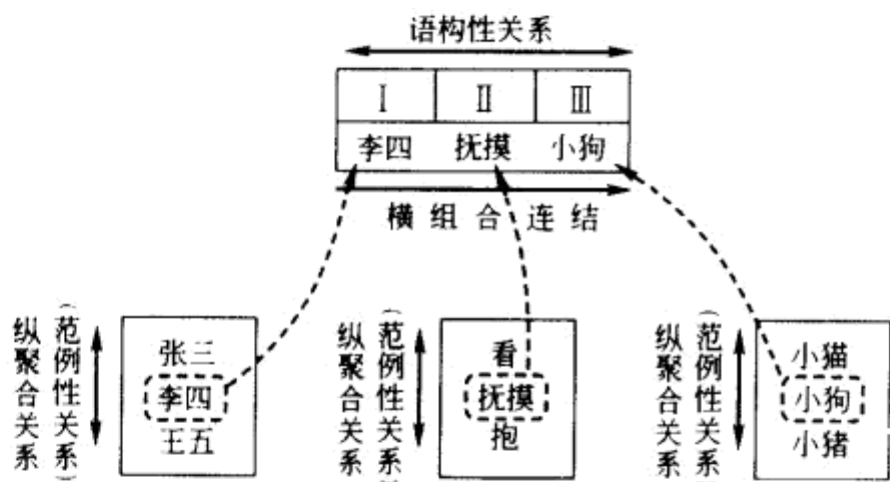 语构性关系
Ⅰ Ⅱ Ⅲ
李四 抚摸 小狗
横组合连结
纵聚合关系
(范例性关系)
张三
李四
王五
纵聚合关系
(范例性关系
看
抚摸
抱
纵聚合关系
(范例性关系
小猫
小狗
小猪